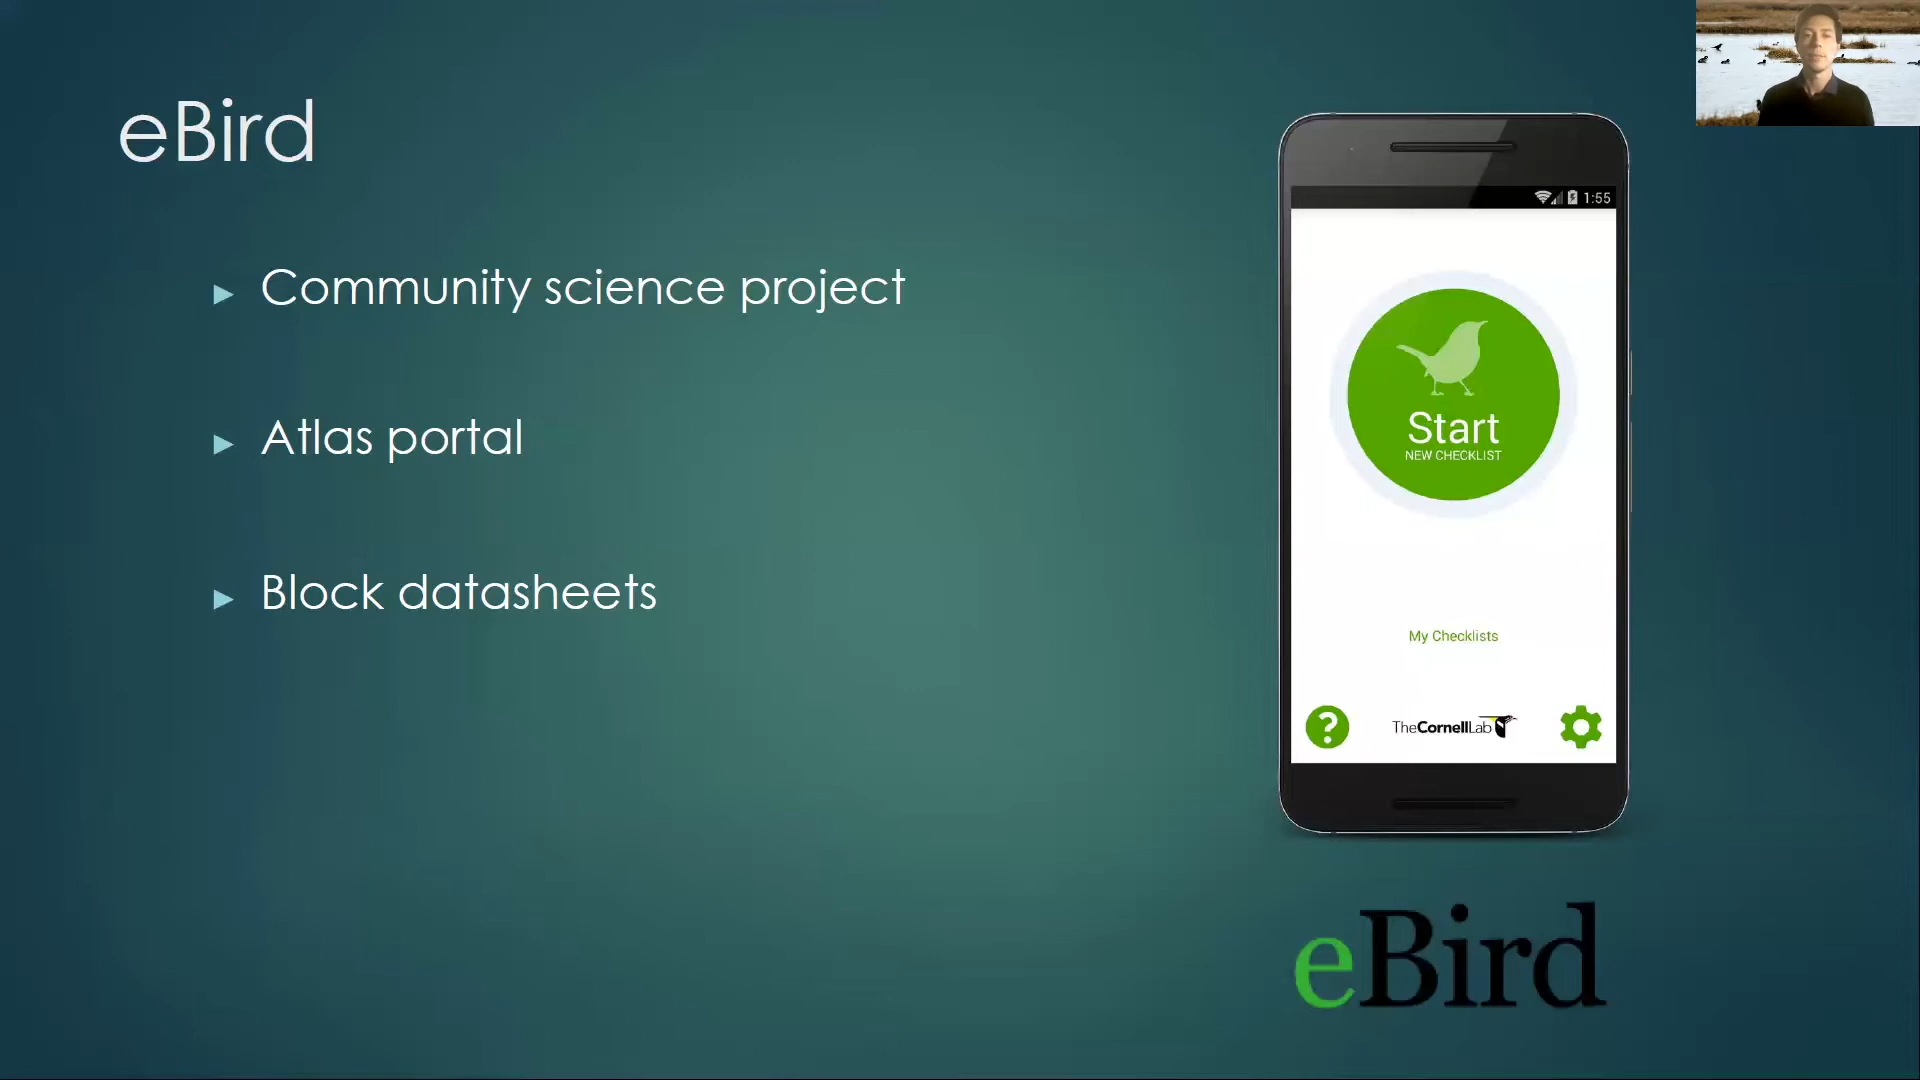 eBird
Community science project
Atlas portal
Block datasheets
1:55
Start
NEW CHECKLIST
My Checklists
?
TheCornellLab
eBird